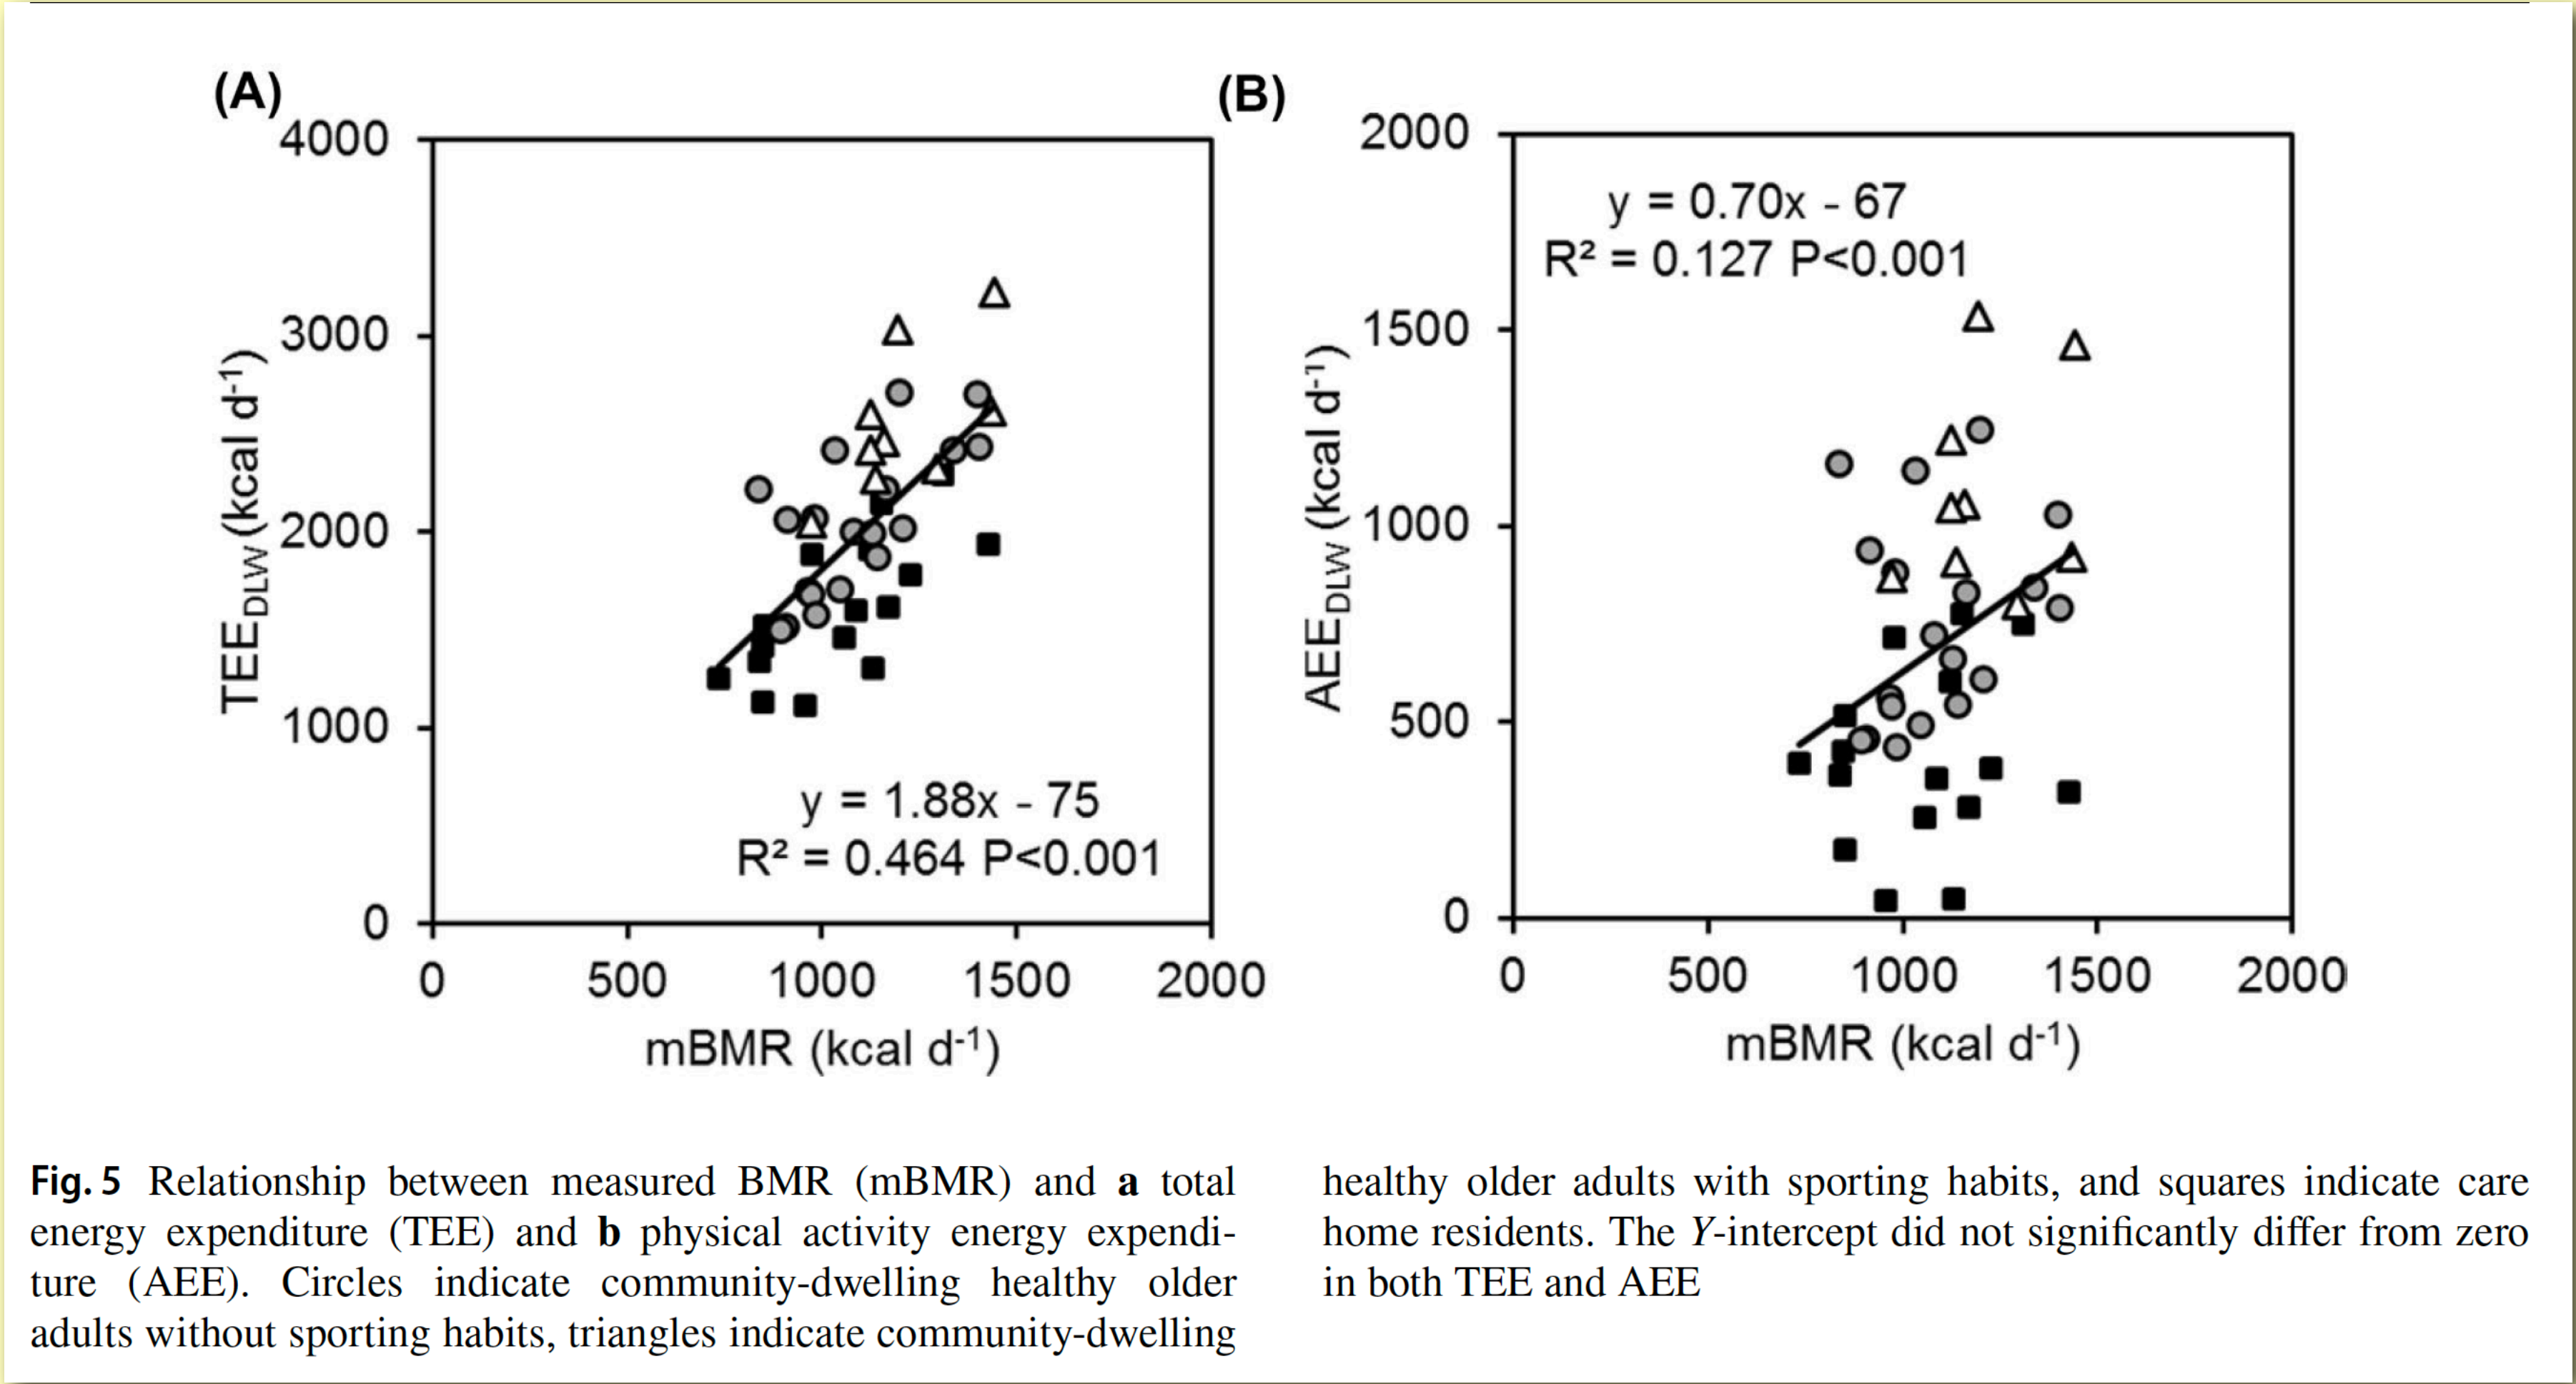 (A)
4000
3000
2000
1000
0
TEE_DLW (kcal d⁻¹)
y = 1.88x - 75
R² = 0.464 P<0.001
0 500 1000 1500 2000
mBMR (kcal d⁻¹)
(B)
2000
1500
1000
500
0
AEE_DLW (kcal d⁻¹)
y = 0.70x - 67
R² = 0.127 P<0.001
0 500 1000 1500 2000
mBMR (kcal d⁻¹)
Fig. 5 Relationship between measured BMR (mBMR) and a total
energy expenditure (TEE) and b physical activity energy expendi-
ture (AEE). Circles indicate community-dwelling healthy older
adults without sporting habits, triangles indicate community-dwelling
healthy older adults with sporting habits, and squares indicate care
home residents. The Y-intercept did not significantly differ from zero
in both TEE and AEE